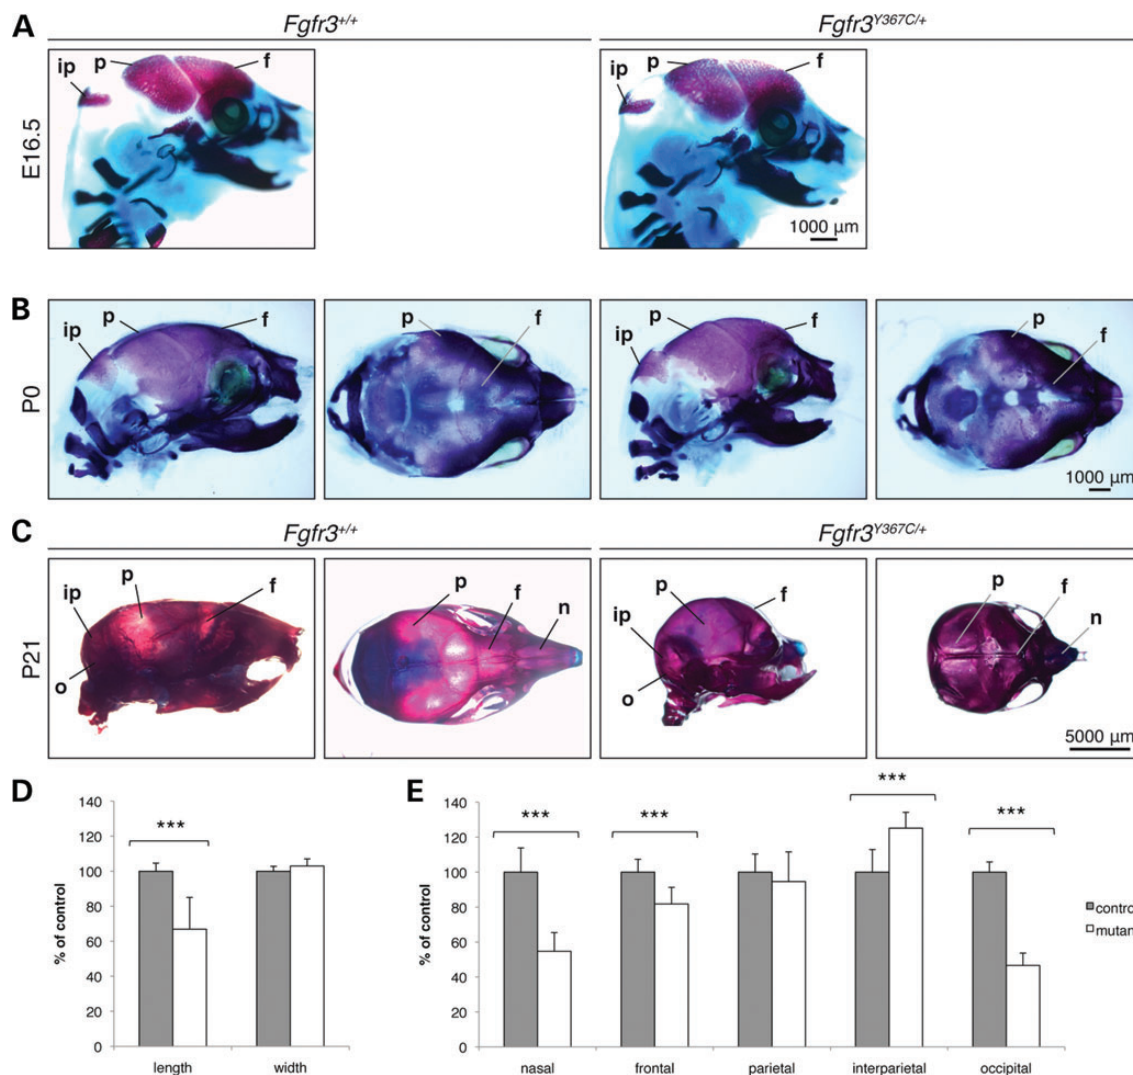 A
Fgfr3+/+
Fgfr3Y367C/+
E16.5
ip
p
f
ip
p
f
1000 µm
B
P0
ip
p
f
p
f
ip
p
f
p
f
1000 µm
C
Fgfr3+/+
Fgfr3Y367C/+
P21
o
ip
p
f
p
f
n
o
ip
p
f
p
f
n
5000 µm
D
% of control
140
120
100
80
60
40
20
0
***
length
width
E
% of control
140
120
100
80
60
40
20
0
***
***
***
***
nasal
frontal
parietal
interparietal
occipital
control
mutan